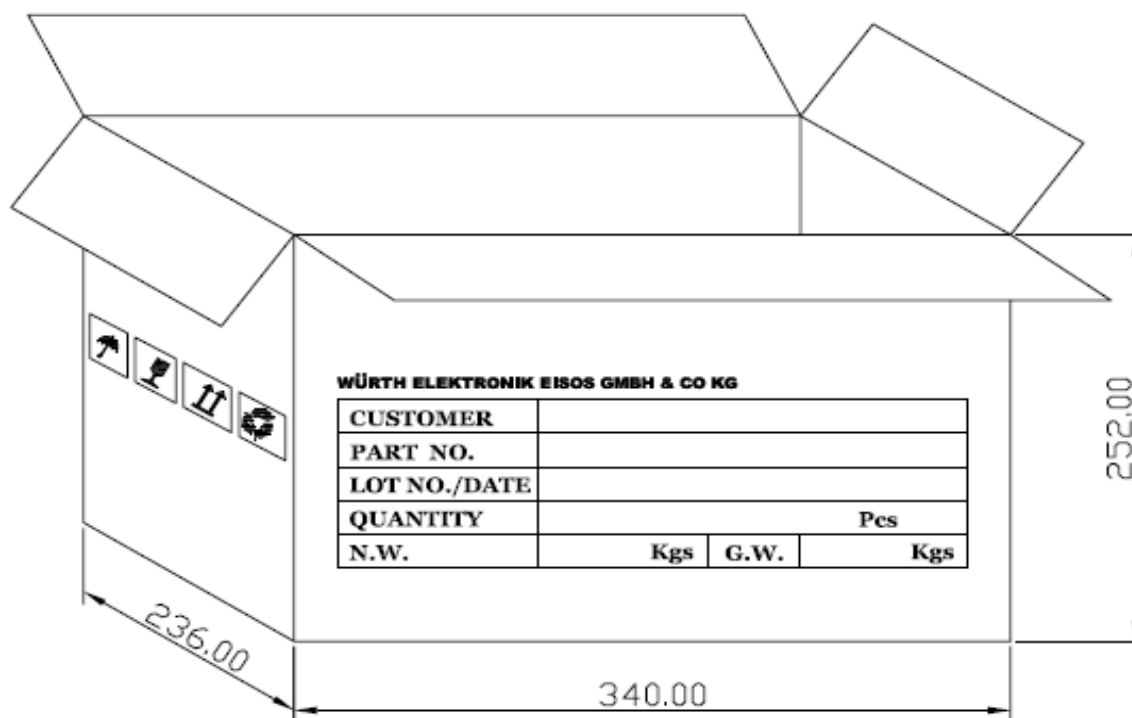 WÜRTH ELEKTRONIK EISOS GMBH & CO KG
CUSTOMER
PART NO.
LOT NO./DATE
QUANTITY Pcs
N.W. Kgs G.W. Kgs
252.00
236.00
340.00